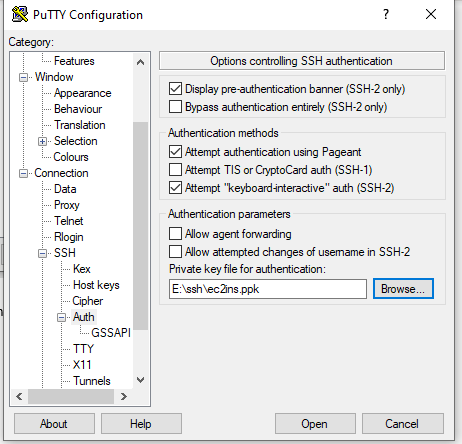 PuTTY Configuration
Category:
Features
Window
Appearance
Behaviour
Translation
Selection
Colours
Connection
Data
Proxy
Telnet
Rlogin
SSH
Kex
Host keys
Cipher
Auth
GSSAPI
TTY
X11
Tunnels
Options controlling SSH authentication
Display pre-authentication banner (SSH-2 only)
Bypass authentication entirely (SSH-2 only)
Authentication methods
Attempt authentication using Pageant
Attempt TIS or CryptoCard auth (SSH-1)
Attempt "keyboard-interactive" auth (SSH-2)
Authentication parameters
Allow agent forwarding
Allow attempted changes of username in SSH-2
Private key file for authentication:
E:\ssh\ec2ins.ppk
Browse...
About
Help
Open
Cancel